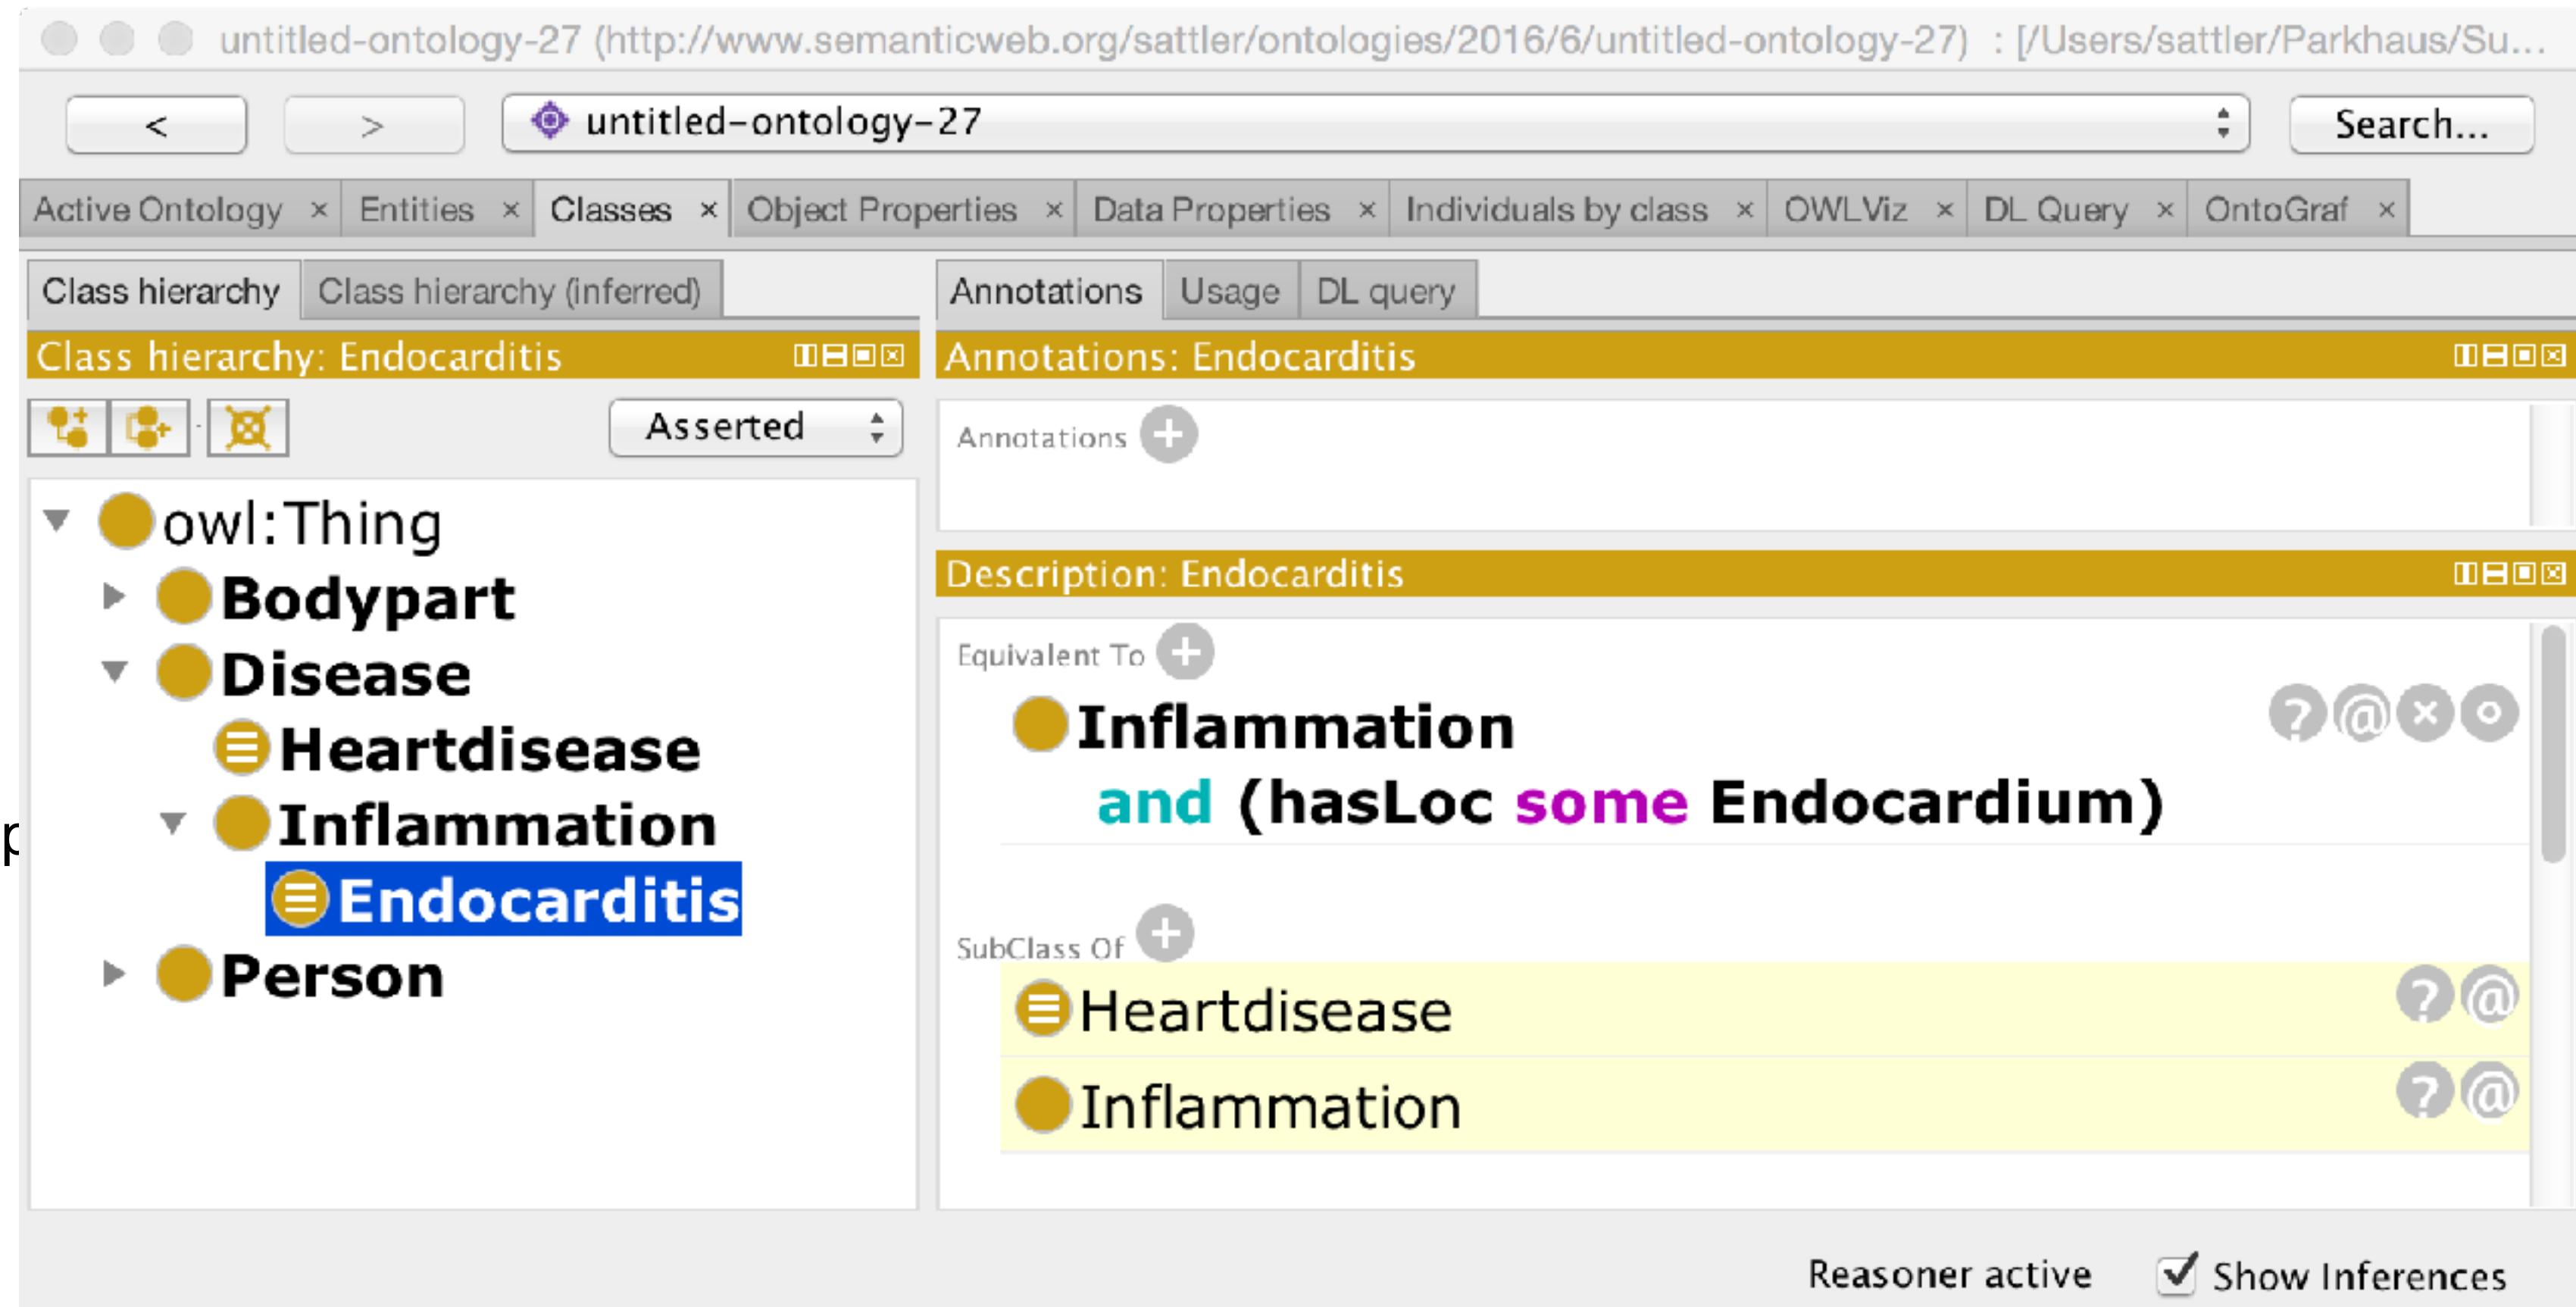 untitled-ontology-27 (http://www.semanticweb.org/sattler/ontologies/2016/6/untitled-ontology-27) : [/Users/sattler/Parkhaus/Su...
< > untitled-ontology-27 Search...
Active Ontology × Entities × Classes × Object Properties × Data Properties × Individuals by class × OWLViz × DL Query × OntoGraf ×
Class hierarchy Class hierarchy (inferred)
Class hierarchy: Endocarditis
Asserted
owl:Thing
Bodypart
Disease
Heartdisease
Inflammation
Endocarditis
Person
Annotations Usage DL query
Annotations: Endocarditis
Annotations +
Description: Endocarditis
Equivalent To +
Inflammation ? @ × o
and (hasLoc some Endocardium)
SubClass Of +
Heartdisease ? @
Inflammation ? @
Reasoner active Show Inferences